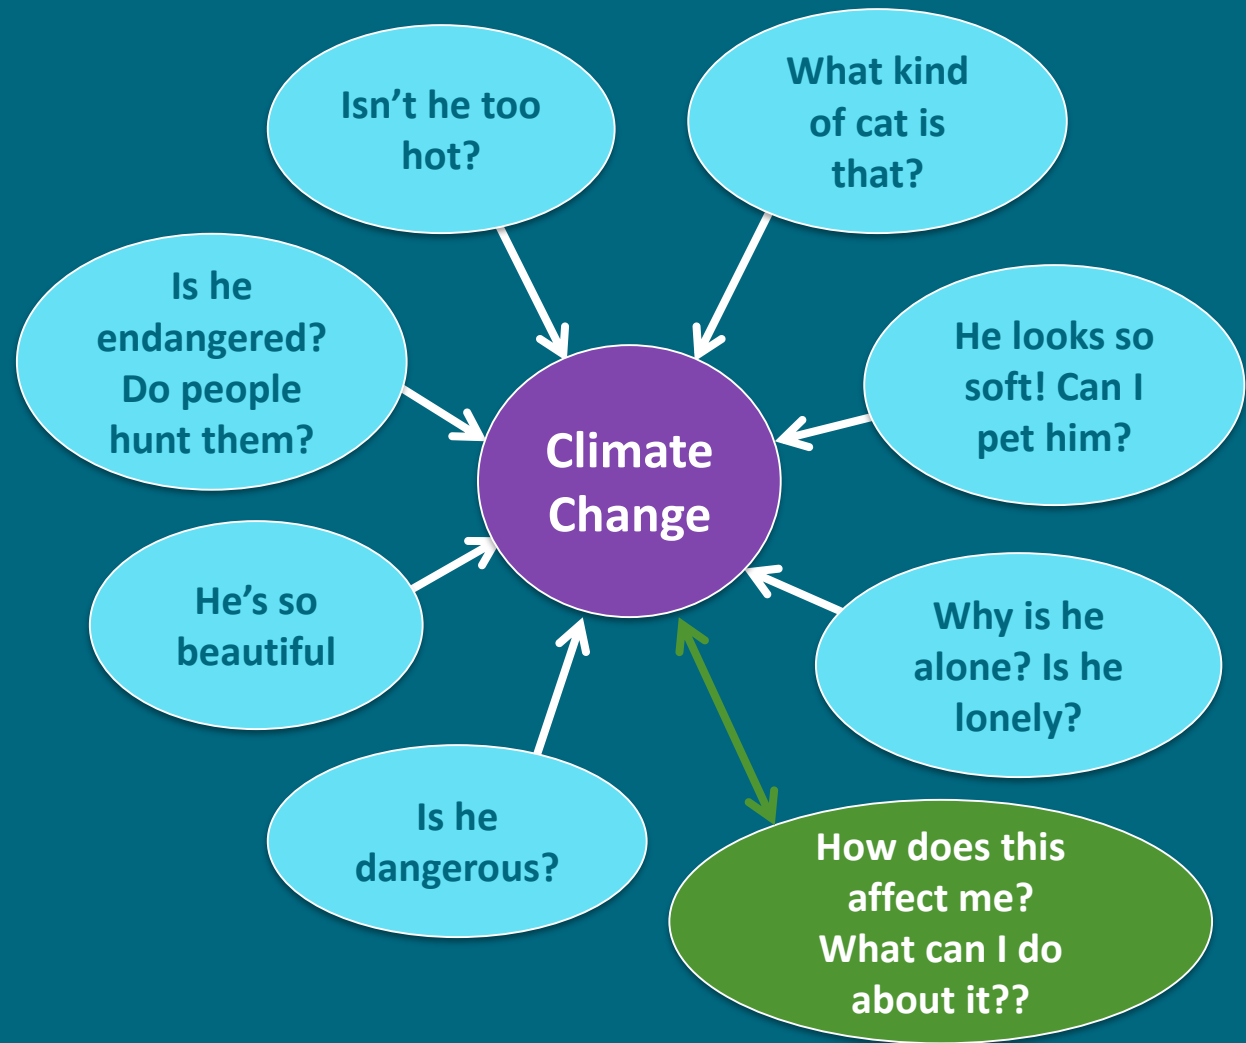 Isn’t he too
hot?
What kind
of cat is
that?
Is he
endangered?
Do people
hunt them?
He looks so
soft! Can I
pet him?
Climate
Change
He’s so
beautiful
Why is he
alone? Is he
lonely?
Is he
dangerous?
How does this
affect me?
What can I do
about it??